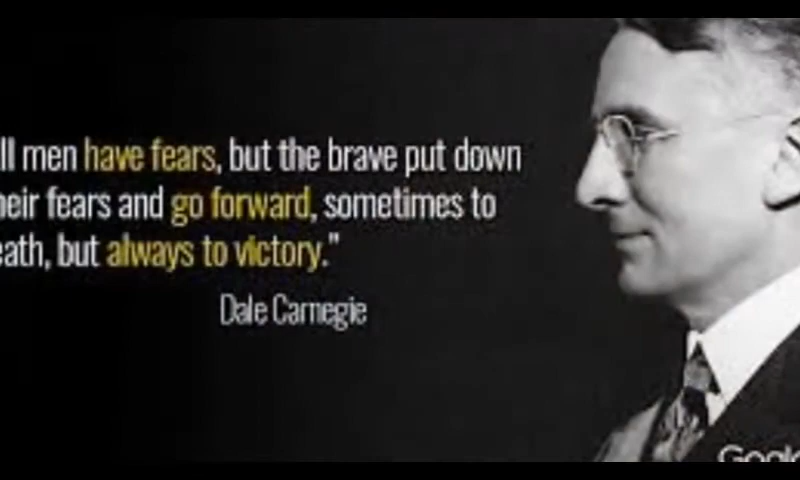 ll men have fears, but the brave put down
heir fears and go forward, sometimes to
eath, but always to victory."
Dale Carnegie
Googl